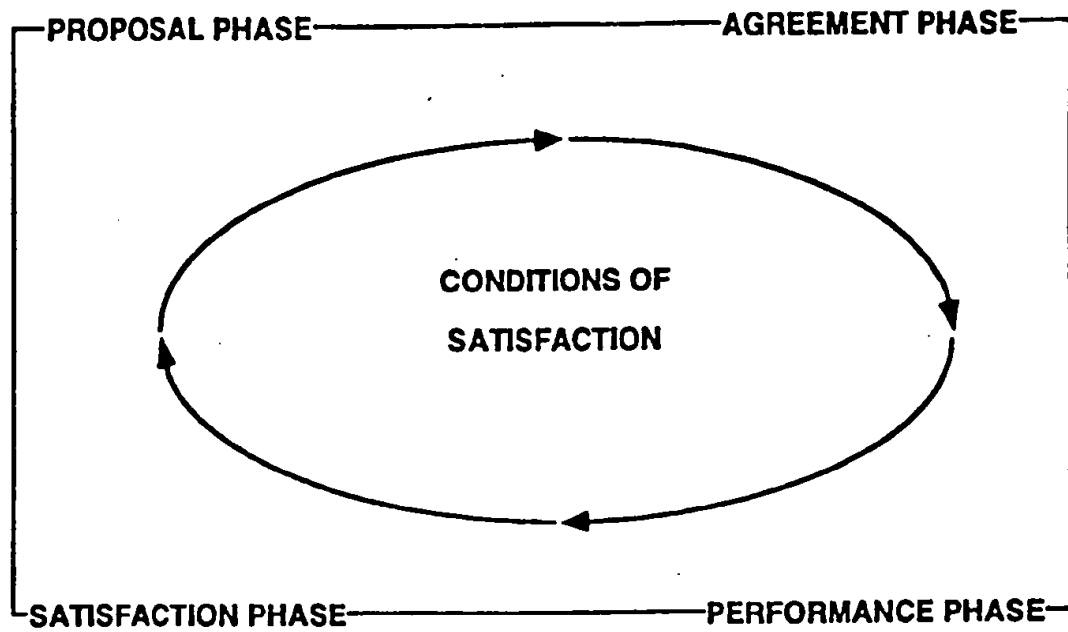 PROPOSAL PHASE
AGREEMENT PHASE
CONDITIONS OF
SATISFACTION
SATISFACTION PHASE
PERFORMANCE PHASE